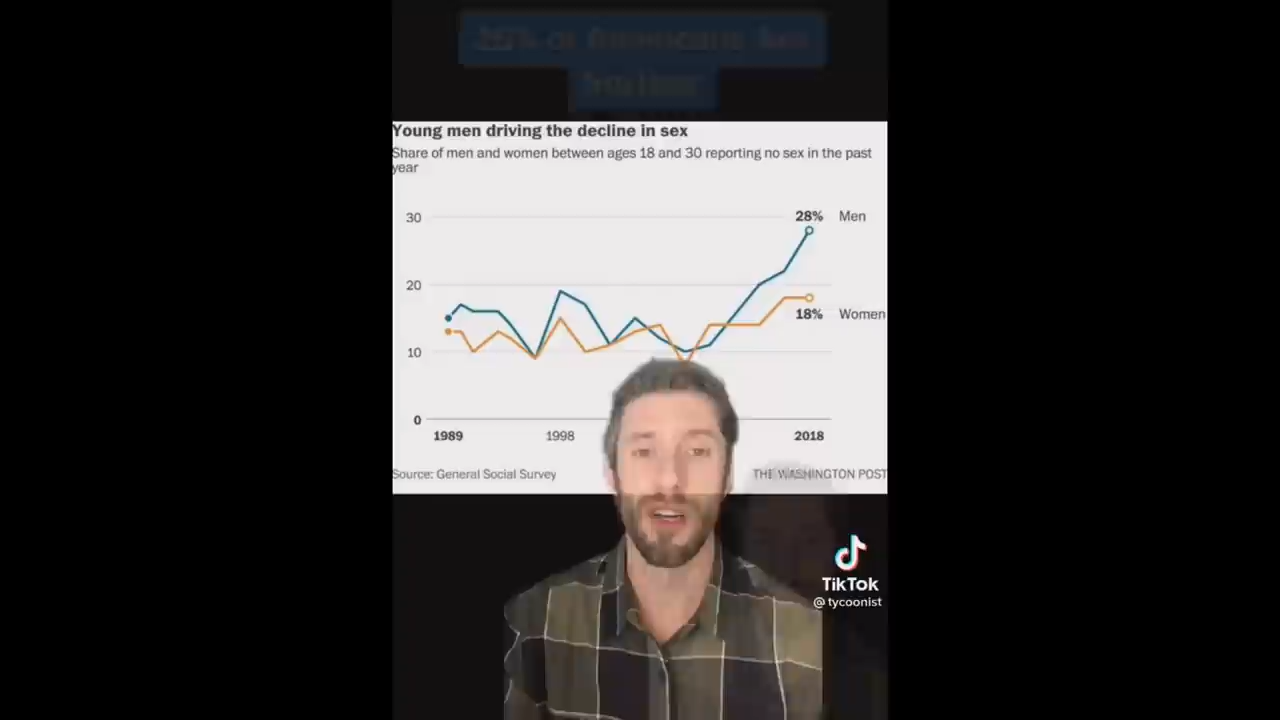 Young men driving the decline in sex
Share of men and women between ages 18 and 30 reporting no sex in the past
year
28% Men
30
20
18% Women
10
0
1989 1998 2018
Source: General Social Survey THE WASHINGTON POST
TikTok
@tycoonist